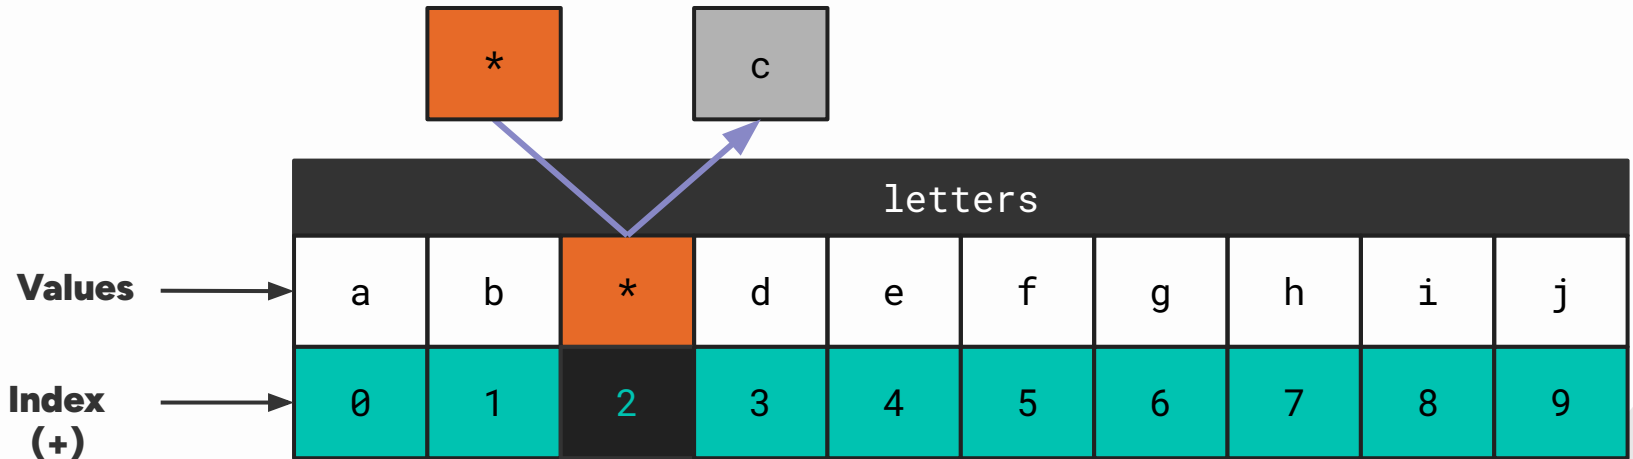 * c
letters
Values a b * d e f g h i j
Index 0 1 2 3 4 5 6 7 8 9
(+)